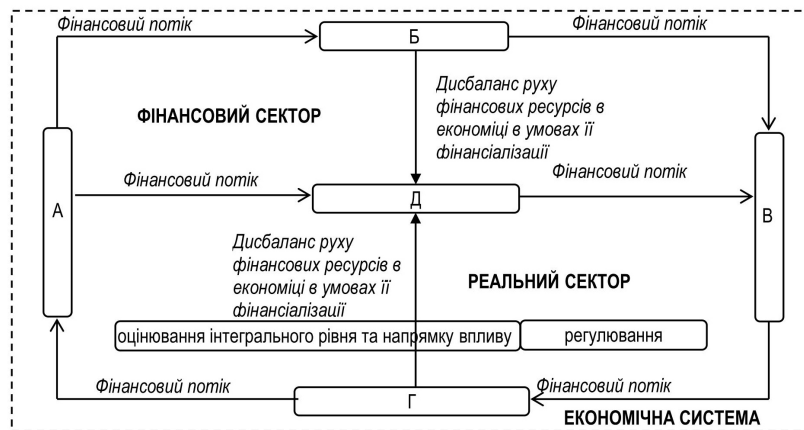 Фінансовий потік
Б
Фінансовий потік
Дисбаланс руху
фінансових ресурсів в
економіці в умовах її
фінансіалізації
ФІНАНСОВИЙ СЕКТОР
А
Фінансовий потік
Д
Фінансовий потік
В
Дисбаланс руху
фінансових ресурсів в
економіці в умовах її
фінансіалізації
РЕАЛЬНИЙ СЕКТОР
оцінювання інтегрального рівня та напрямку впливу
регулювання
Фінансовий потік
Г
Фінансовий потік
ЕКОНОМІЧНА СИСТЕМА